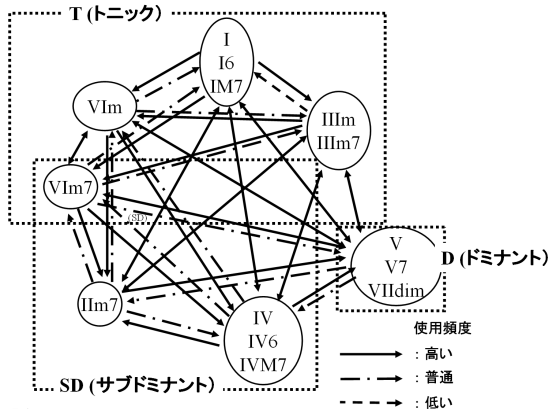 T (トニック)
I
I6
IM7
VIm
IIIm
IIIm7
VIm7
(SD)
V
V7
VIIdim
D (ドミナント)
IIm7
IV
IV6
IVM7
SD (サブドミナント)
使用頻度
：高い
：普通
：低い